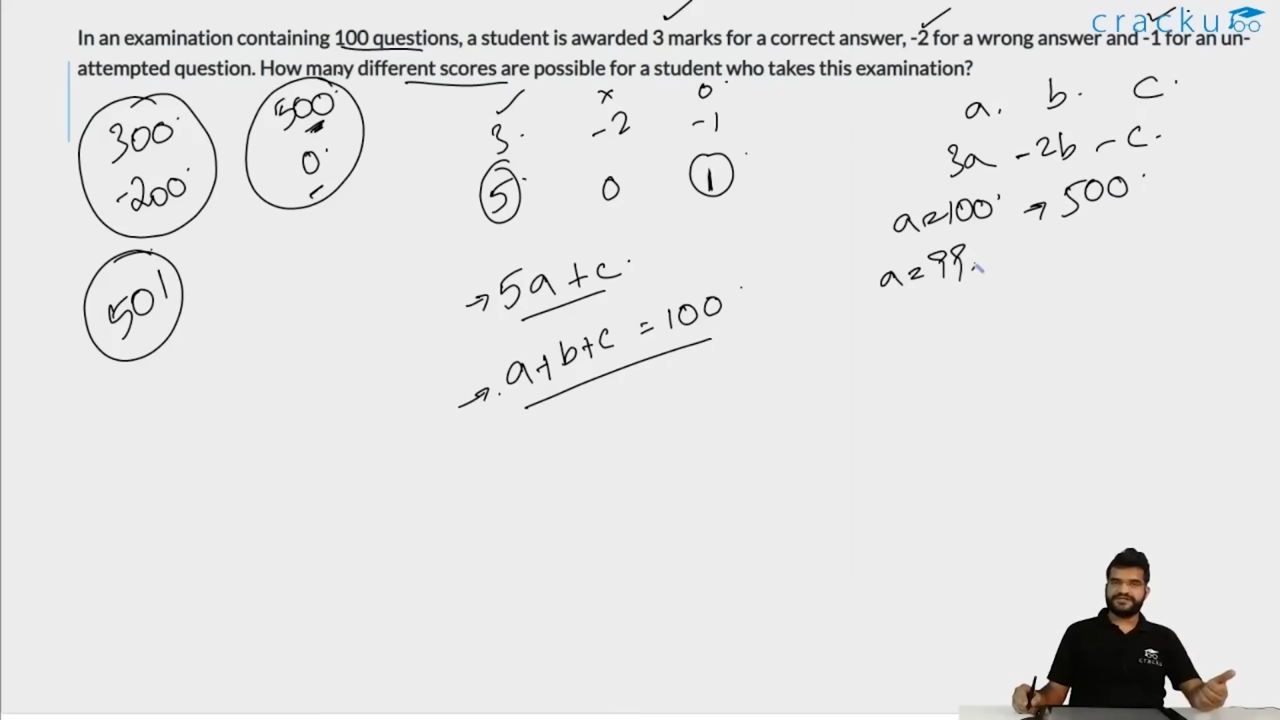 cracku
In an examination containing 100 questions, a student is awarded 3 marks for a correct answer, -2 for a wrong answer and -1 for an un-
attempted question. How many different scores are possible for a student who takes this examination?
300
-200
500
0
501
✓ x 0
3 -2 -1
5 0 1
→ 5a + c
→ a + b + c = 100
a. b. c.
3a - 2b - c.
a=100 → 500
a=99
cracku